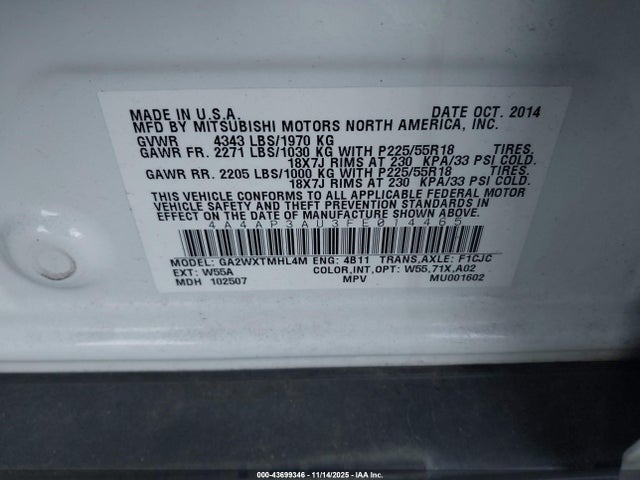 MADE IN U.S.A. DATE OCT. 2014
MFD BY MITSUBISHI MOTORS NORTH AMERICA, INC.
GVWR 4343 LBS/1970 KG
GAWR FR. 2271 LBS/1030 KG WITH P225/55R18 TIRES.
18X7J RIMS AT 230 KPA/33 PSI COLD.
GAWR RR. 2205 LBS/1000 KG WITH P225/55R18 TIRES.
18X7J RIMS AT 230 KPA/33 PSI COLD.
THIS VEHICLE CONFORMS TO ALL APPLICABLE FEDERAL MOTOR
VEHICLE SAFETY AND THEFT PREVENTION STANDARDS IN
EFFECT ON THE DATE OF MANUFACTURE SHOWN ABOVE.
4A4AP3AU3FE014465
MODEL: GA2WXTMHL4M ENG: 4B11 TRANS,AXLE: F1CJC
EXT: W55A COLOR,INT,OPT: W55,71X,A02
MDH 102507 MPV MU001602
000-43699346 - 11/14/2025 - IAA Inc.